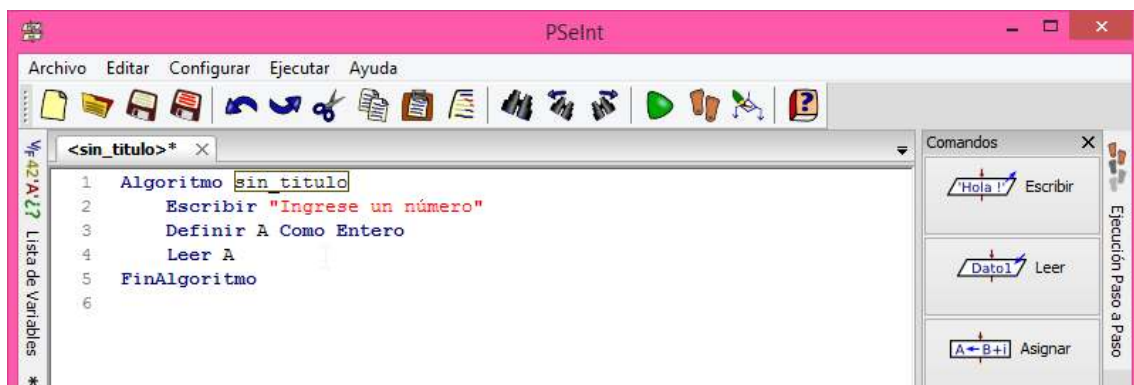 PSeInt
Archivo Editar Configurar Ejecutar Ayuda
<sin_titulo>*
1 Algoritmo sin_titulo
2 Escribir "Ingrese un número"
3 Definir A Como Entero
4 Leer A
5 FinAlgoritmo
6
Comandos
'Hola !' Escribir
Dato1 Leer
A←B+i Asignar
42'A'¿? Lista de Variables *
Ejecución Paso a Paso